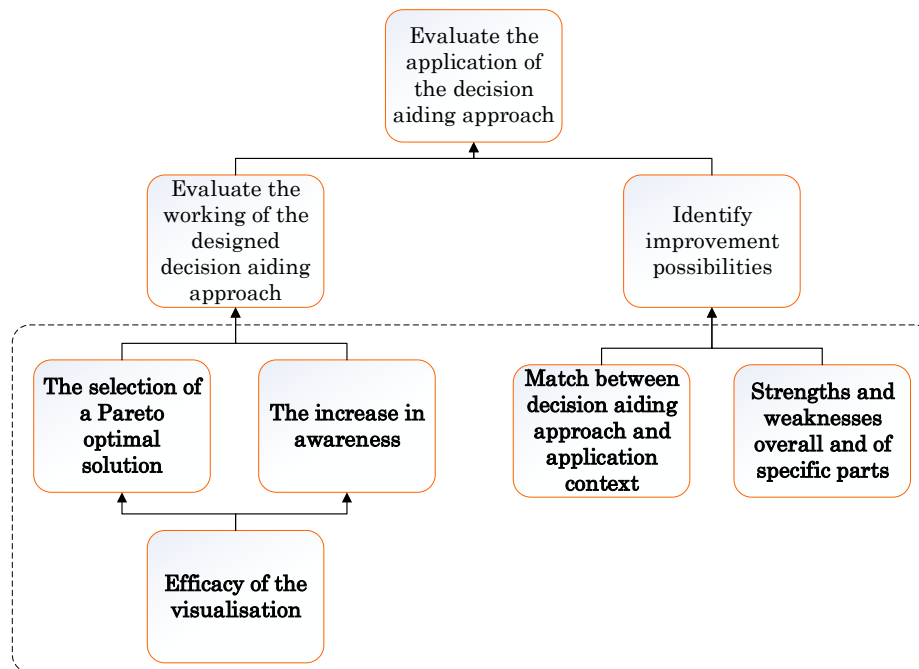 Evaluate the
application of
the decision
aiding approach
Evaluate the
working of the
designed
decision aiding
approach
Identify
improvement
possibilities
The selection of
a Pareto
optimal
solution
The increase in
awareness
Match between
decision aiding
approach and
application
context
Strengths and
weaknesses
overall and of
specific parts
Efficacy of the
visualisation